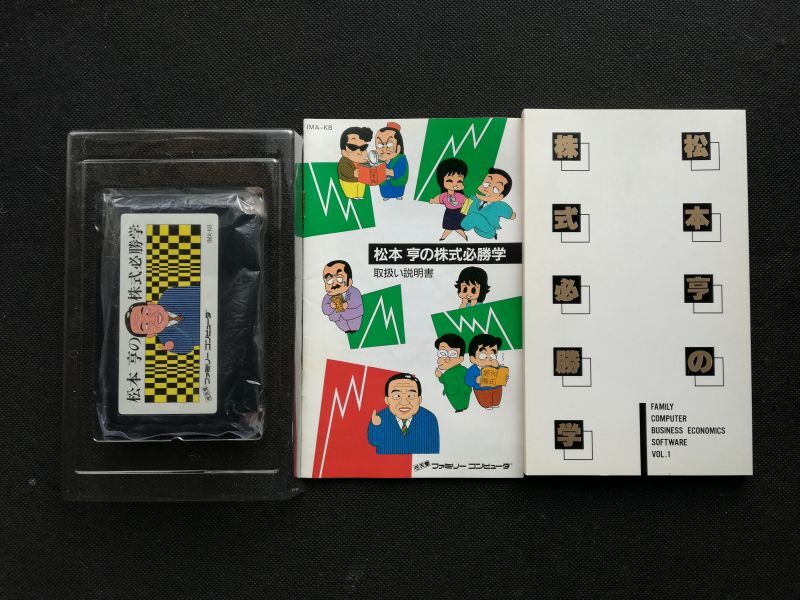 松本 亨の株式必勝学
IMA-KB
ファミリー コンピュータ
IMA-KB
松本 亨の株式必勝学
取扱い説明書
株式
ファミリー コンピュータ
松本亨の
株式必勝学
FAMILY
COMPUTER
BUSINESS ECONOMICS
SOFTWARE
VOL.1